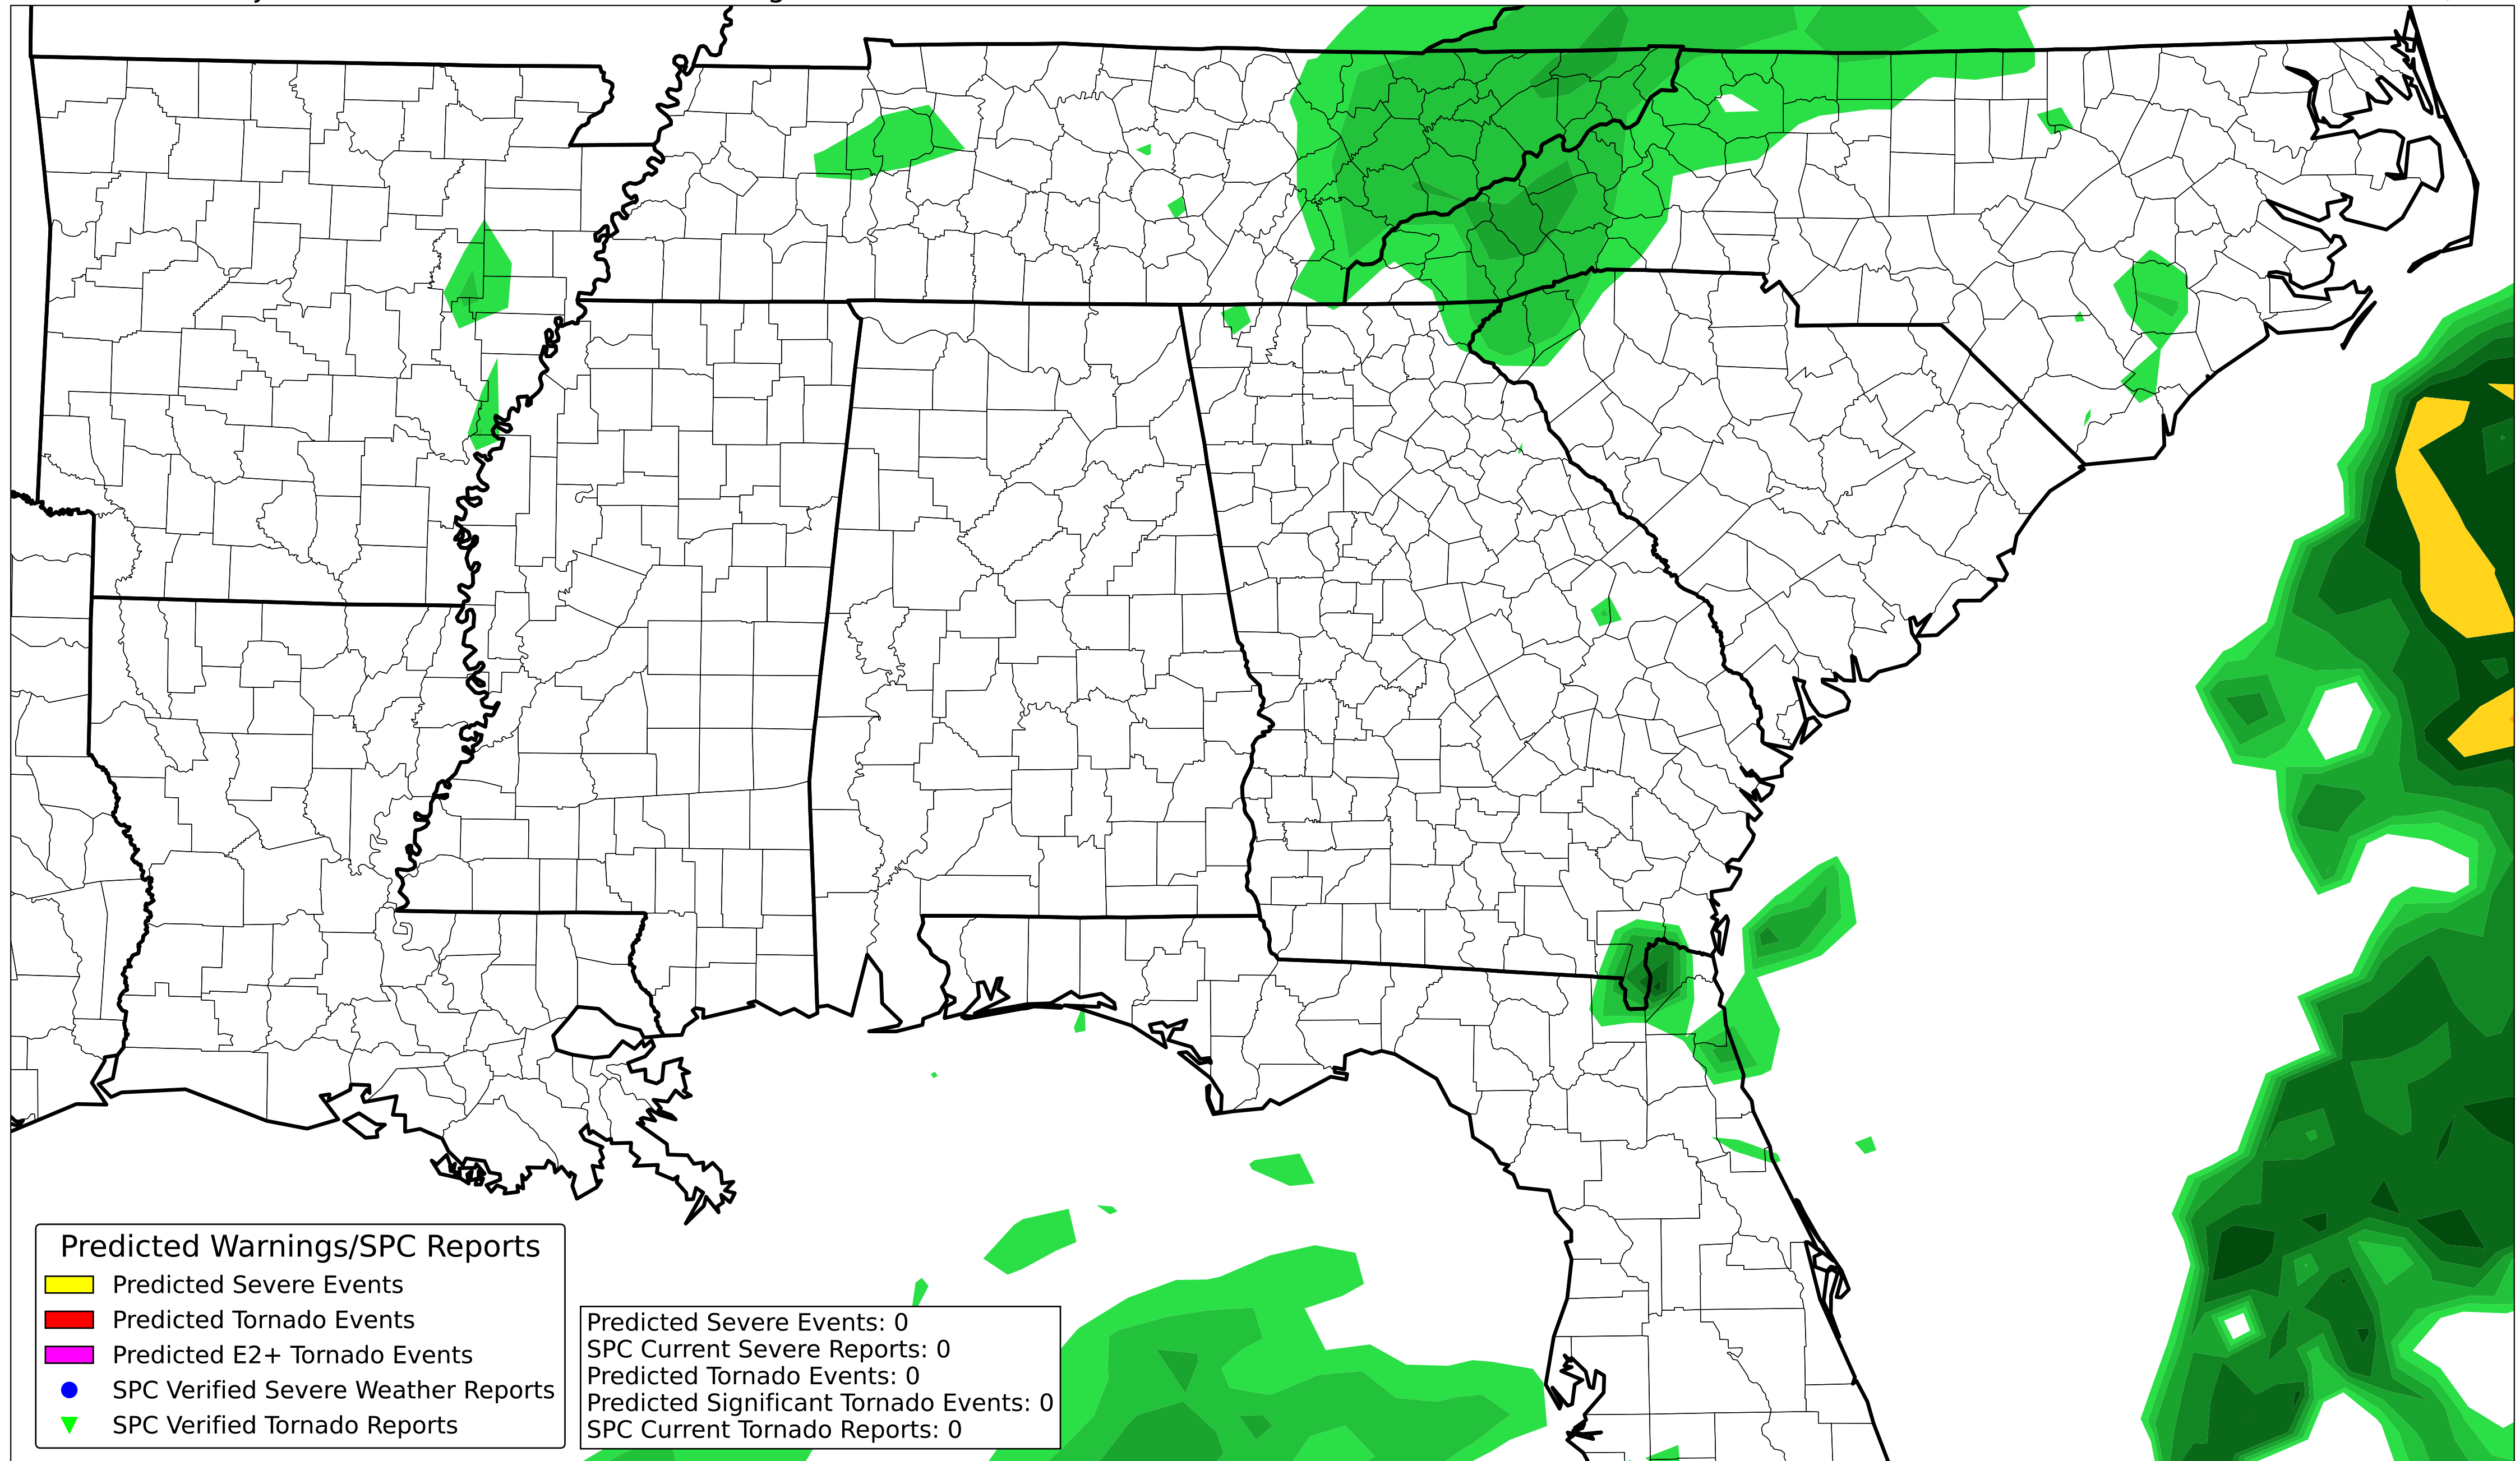 Predicted Warnings/SPC Reports
Predicted Severe Events
Predicted Tornado Events
Predicted E2+ Tornado Events
SPC Verified Severe Weather Reports
SPC Verified Tornado Reports
Predicted Severe Events: 0
SPC Current Severe Reports: 0
Predicted Tornado Events: 0
Predicted Significant Tornado Events: 0
SPC Current Tornado Reports: 0